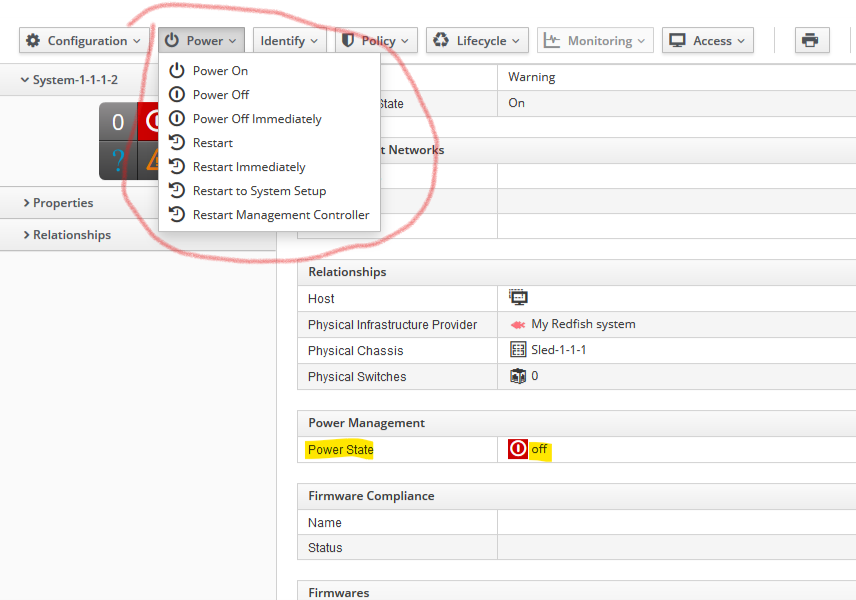 Configuration Power Identify Policy Lifecycle Monitoring Access
System-1-1-1-2
0
Properties
Relationships
Power On
Power Off
Power Off Immediately
Restart
Restart Immediately
Restart to System Setup
Restart Management Controller
Warning
State On
t Networks
Relationships
Host
Physical Infrastructure Provider My Redfish system
Physical Chassis Sled-1-1-1
Physical Switches 0
Power Management
Power State off
Firmware Compliance
Name
Status
Firmwares